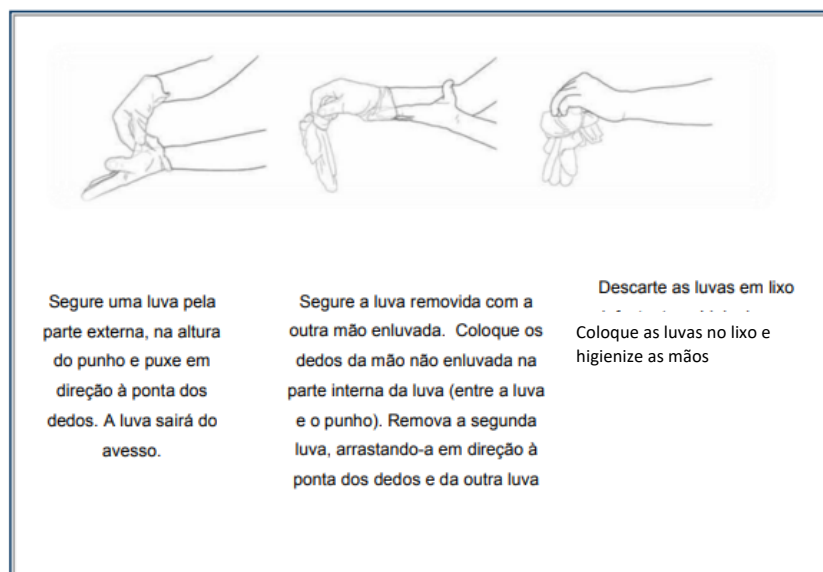 Segure uma luva pela
parte externa, na altura
do punho e puxe em
direção à ponta dos
dedos. A luva sairá do
avesso.
Segure a luva removida com a
outra mão enluvada. Coloque os
dedos da mão não enluvada na
parte interna da luva (entre a luva
e o punho). Remova a segunda
luva, arrastando-a em direção à
ponta dos dedos e da outra luva
Descarte as luvas em lixo
Coloque as luvas no lixo e
higienize as mãos